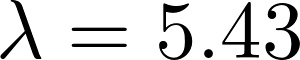 λ = 5.43